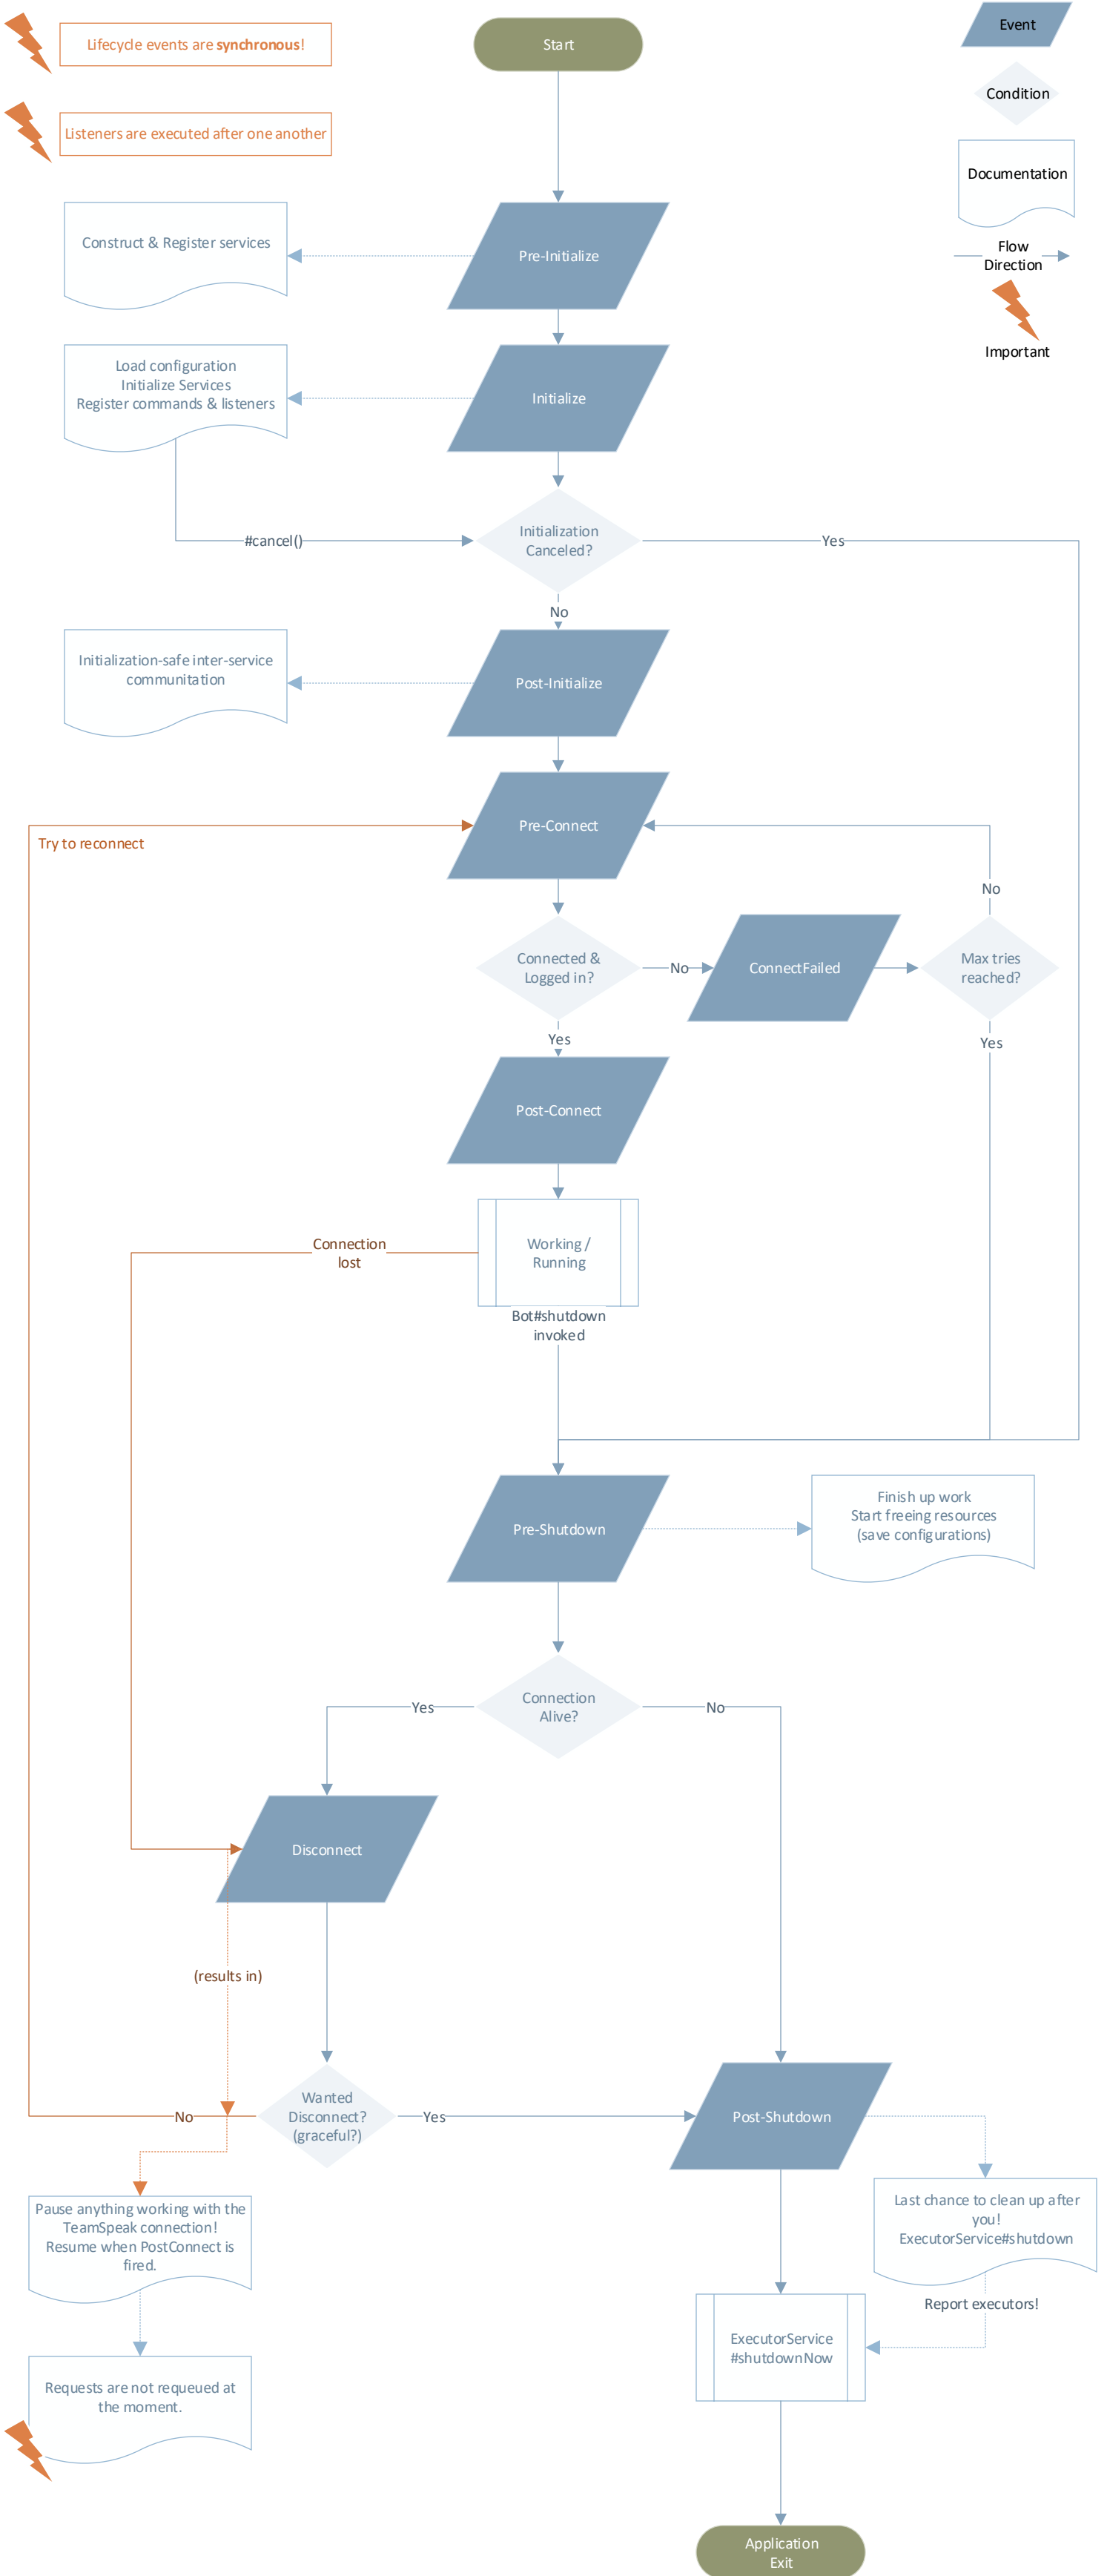 Lifecycle events are synchronous!
Start
Event
Listeners are executed after one another
Condition
Documentation
Flow
Direction
Important
Construct & Register services
Pre-Initialize
Load configuration
Initialize Services
Register commands & listeners
Initialize
#cancel()
Initialization
Canceled?
Yes
No
Initialization-safe inter-service
communitation
Post-Initialize
Try to reconnect
Pre-Connect
No
Connected &
Logged in?
No
ConnectFailed
Max tries
reached?
Yes
Yes
Post-Connect
Connection
lost
Working /
Running
Bot#shutdown
invoked
Pre-Shutdown
Finish up work
Start freeing resources
(save configurations)
Yes
Connection
Alive?
No
Disconnect
(results in)
No
Wanted
Disconnect?
(graceful?)
Yes
Post-Shutdown
Pause anything working with the
TeamSpeak connection!
Resume when PostConnect is
fired.
Last chance to clean up after
you!
ExecutorService#shutdown
Report executors!
ExecutorService
#shutdownNow
Requests are not requeued at
the moment.
Application
Exit